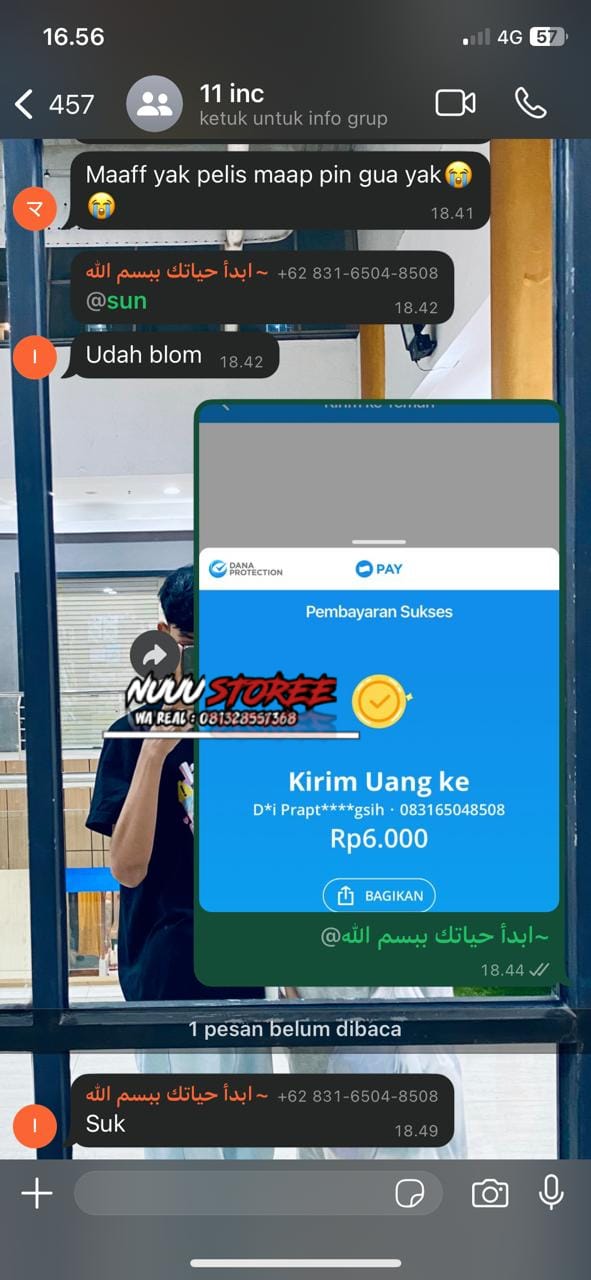 16.56
4G 57
457
11 inc
ketuk untuk info grup
Maaff yak pelis maap pin gua yak😭
😭
18.41
マ
~ابدأ حياتك ببسم الله +62 831-6504-8508
@sun
18.42
Udah blom 18.42
I
Kirim ke Teman
DANA PROTECTION
PAY
Pembayaran Sukses
NUUU STOREE
WA REAL : 081328557368
Kirim Uang ke
D*i Prapt****gsih · 083165048508
Rp6.000
BAGIKAN
@~ابدأ حياتك ببسم الله
18.44
1 pesan belum dibaca
~ابدأ حياتك ببسم الله +62 831-6504-8508
I
Suk
18.49